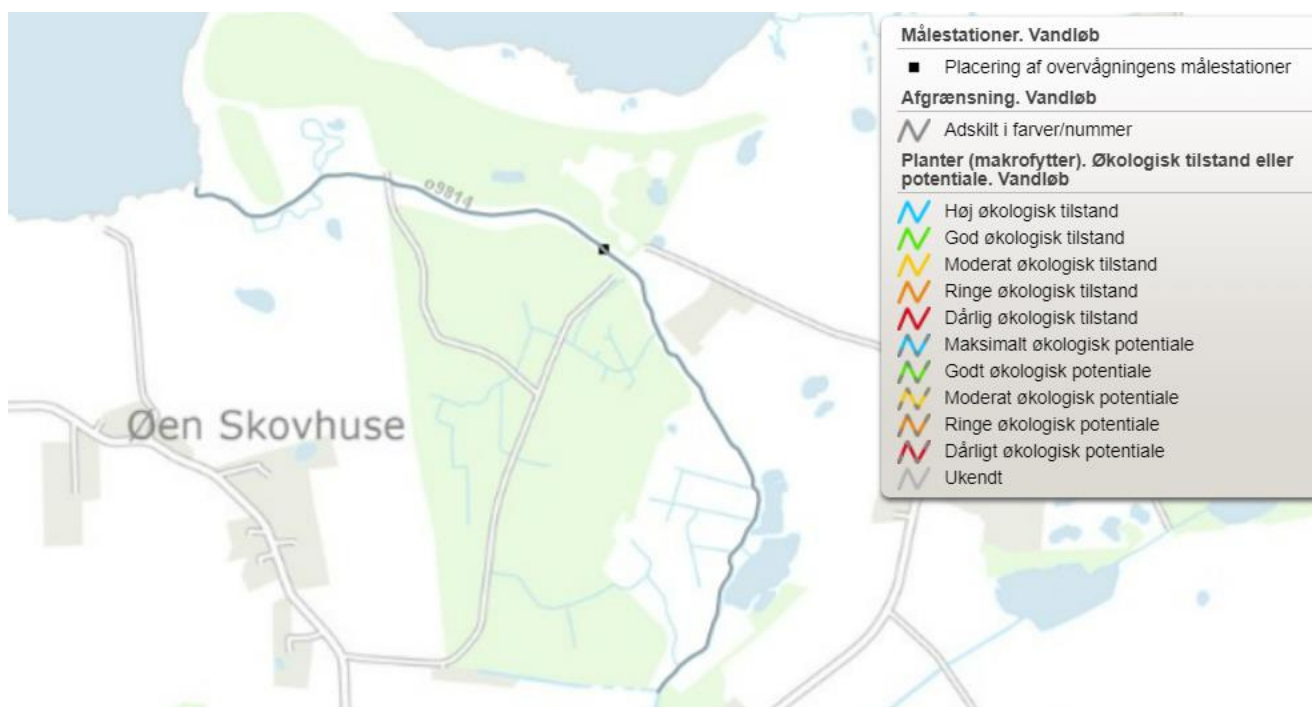 Målestationer. Vandløb
Placering af overvågningens målestationer
Afgrænsning. Vandløb
Adskilt i farver/nummer
Planter (makrofytter). Økologisk tilstand eller
potentiale. Vandløb
Høj økologisk tilstand
God økologisk tilstand
Moderat økologisk tilstand
Ringe økologisk tilstand
Dårlig økologisk tilstand
Maksimalt økologisk potentiale
Godt økologisk potentiale
Moderat økologisk potentiale
Ringe økologisk potentiale
Dårligt økologisk potentiale
Ukendt
o9814
Øen Skovhuse